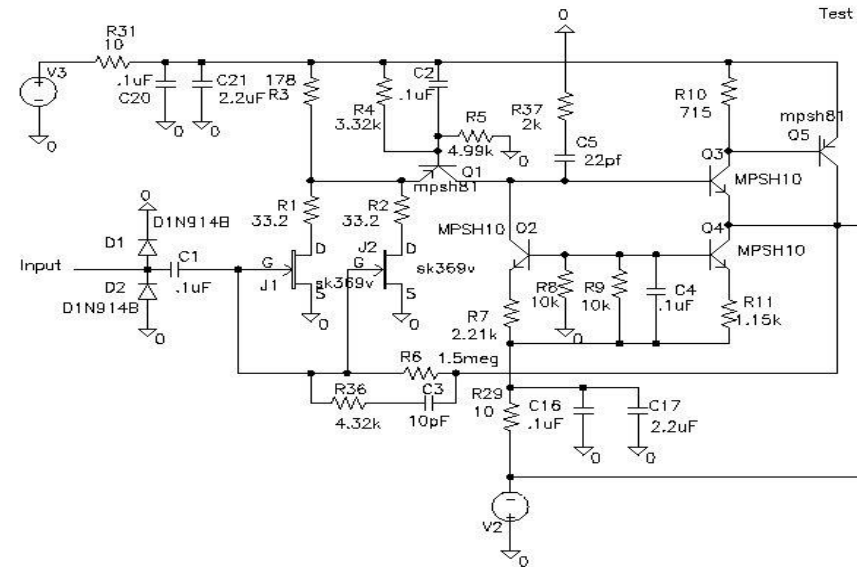 Test
0
R31
10
V3
.1uF
C20
C21
2.2uF
0
0
0
178
R3
R4
3.32k
C2
.1uF
R5
4.99k
0
Q1
mpsh81
R37
2k
C5
22pf
R10
715
mpsh81
Q5
Q3
MPSH10
0
D1N914B
D1
Input
C1
.1uF
D2
D1N914B
0
R1
33.2
R2
33.2
D
G
J1
S
sk369v
0
J2
D
G
S
sk369v
0
MPSH10
Q2
Q4
MPSH10
R7
2.21k
R8
10k
0
R9
10k
C4
.1uF
R11
1.15k
R6
1.5meg
R36
4.32k
C3
10pF
R29
10
C16
.1uF
0
C17
2.2uF
0
V2
0